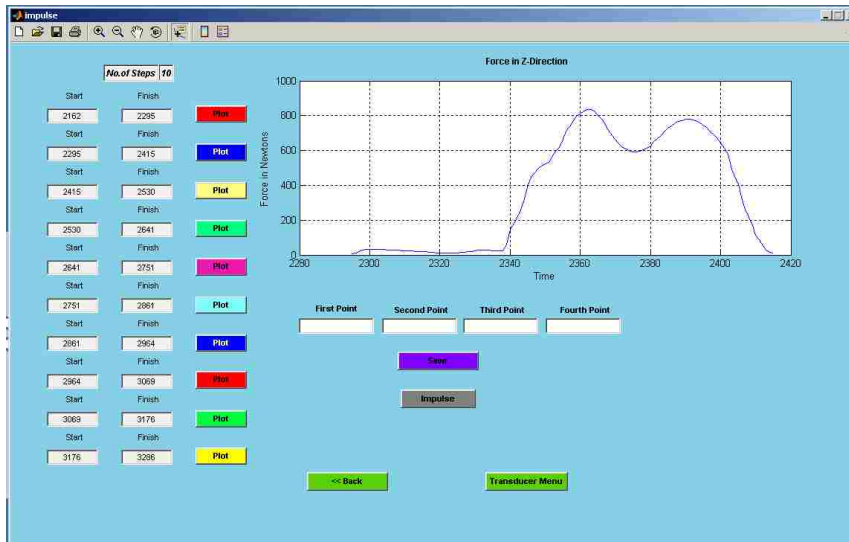 impulse
No.of Steps 10
Start Finish
2162 2295 Plot
Start Finish
2295 2415 Plot
Start Finish
2415 2530 Plot
Start Finish
2530 2641 Plot
Start Finish
2641 2751 Plot
Start Finish
2751 2861 Plot
Start Finish
2861 2964 Plot
Start Finish
2964 3069 Plot
Start Finish
3069 3176 Plot
Start Finish
3176 3286 Plot
Force in Z-Direction
Force in Newtons
1000
800
600
400
200
0
2280 2300 2320 2340 2360 2380 2400 2420
Time
First Point Second Point Third Point Fourth Point
Save
Impulse
<< Back Transducer Menu